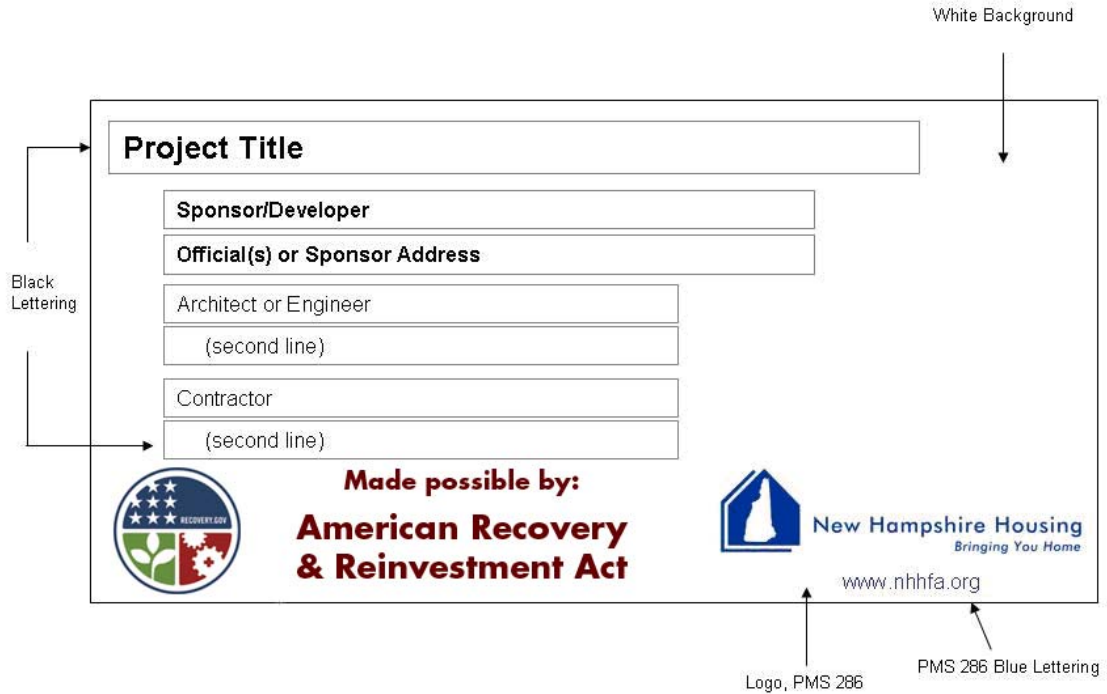 White Background
Project Title
Sponsor/Developer
Official(s) or Sponsor Address
Black
Lettering
Architect or Engineer
(second line)
Contractor
(second line)
RECOVERY.GOV
Made possible by:
American Recovery
& Reinvestment Act
New Hampshire Housing
Bringing You Home
www.nhhfa.org
PMS 286 Blue Lettering
Logo, PMS 286